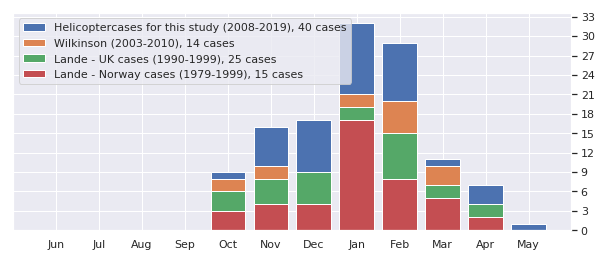 Helicoptercases for this study (2008-2019), 40 cases
Wilkinson (2003-2010), 14 cases
Lande - UK cases (1990-1999), 25 cases
Lande - Norway cases (1979-1999), 15 cases
33
30
27
24
21
18
15
12
9
6
3
0
Jun Jul Aug Sep Oct Nov Dec Jan Feb Mar Apr May